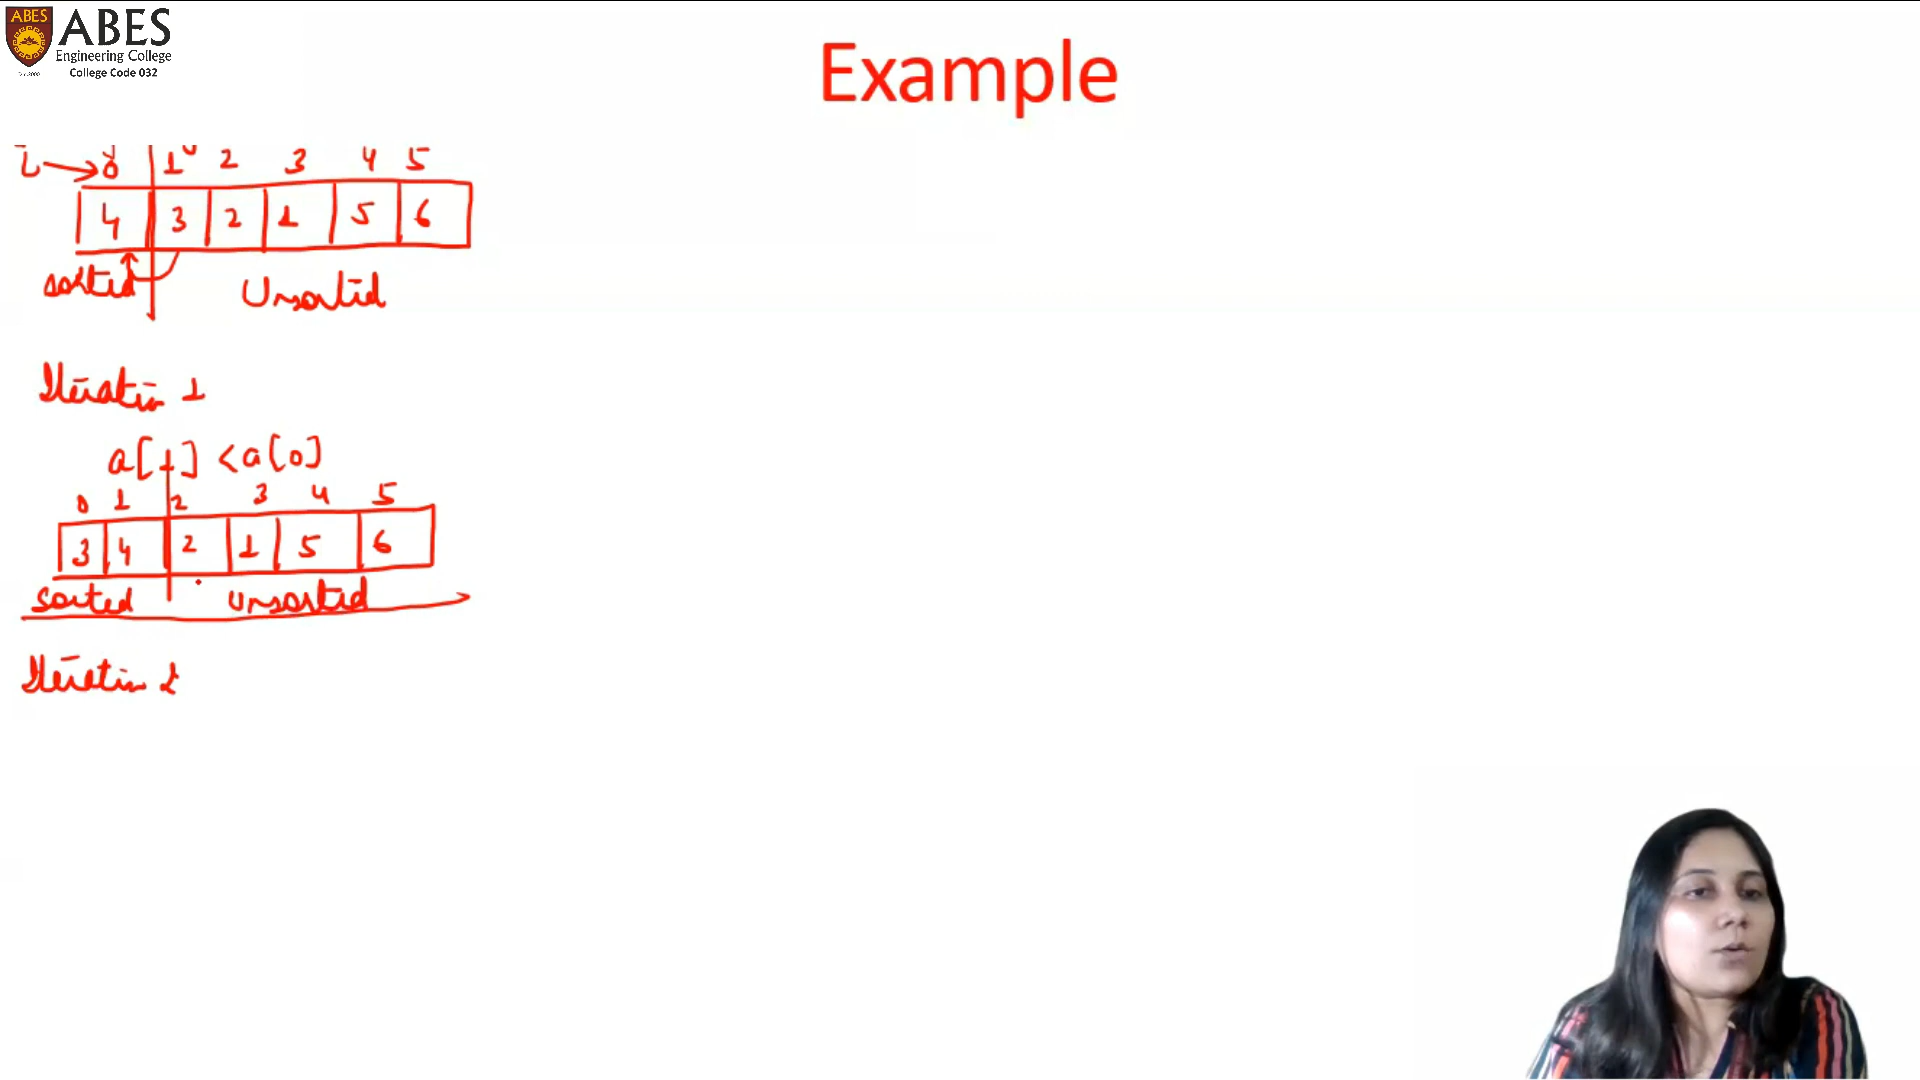 ABES
ABES
Engineering College
College Code 032
Example
i 0 1 2 3 4 5
4 3 2 1 5 6
sorted Unsorted
Iteration 1
a[1] < a[0]
0 1 2 3 4 5
3 4 2 1 5 6
sorted unsorted
Iteration 2